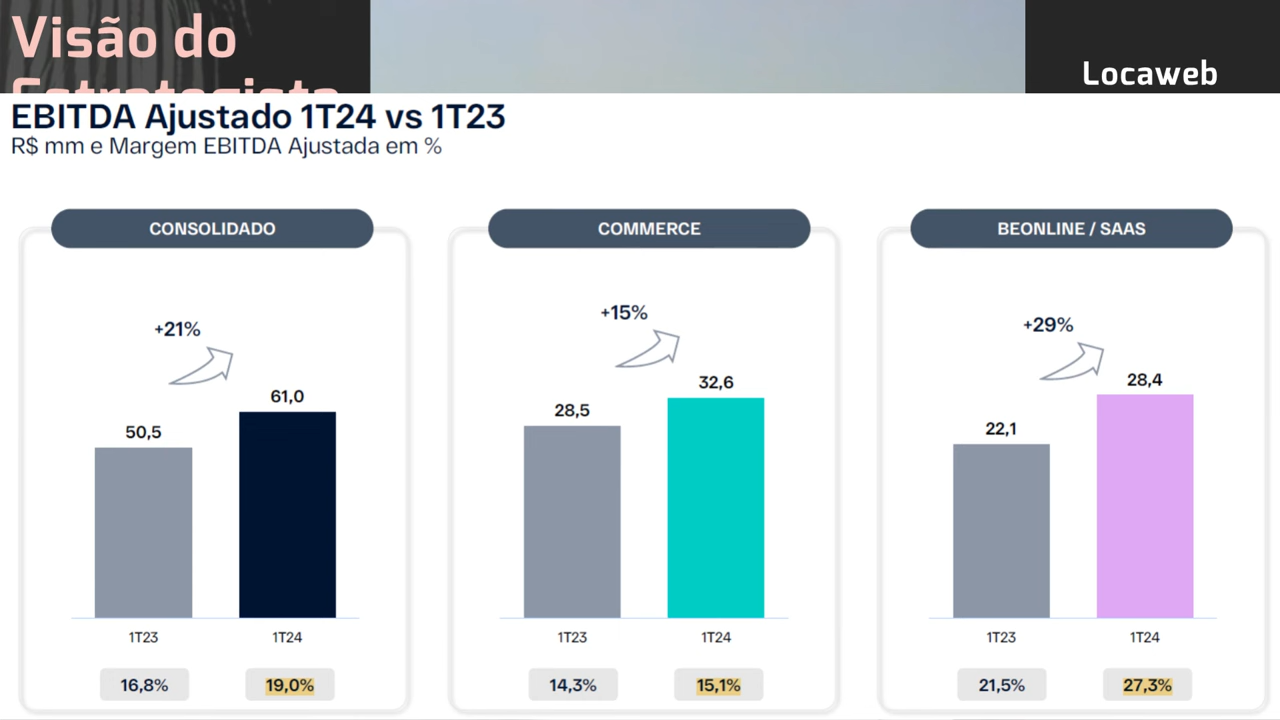 Visão do
Estrategista
Locaweb
EBITDA Ajustado 1T24 vs 1T23
R$ mm e Margem EBITDA Ajustada em %
CONSOLIDADO
+21%
50,5
61,0
1T23
1T24
16,8%
19,0%
COMMERCE
+15%
28,5
32,6
1T23
1T24
14,3%
15,1%
BEONLINE / SAAS
+29%
22,1
28,4
1T23
1T24
21,5%
27,3%